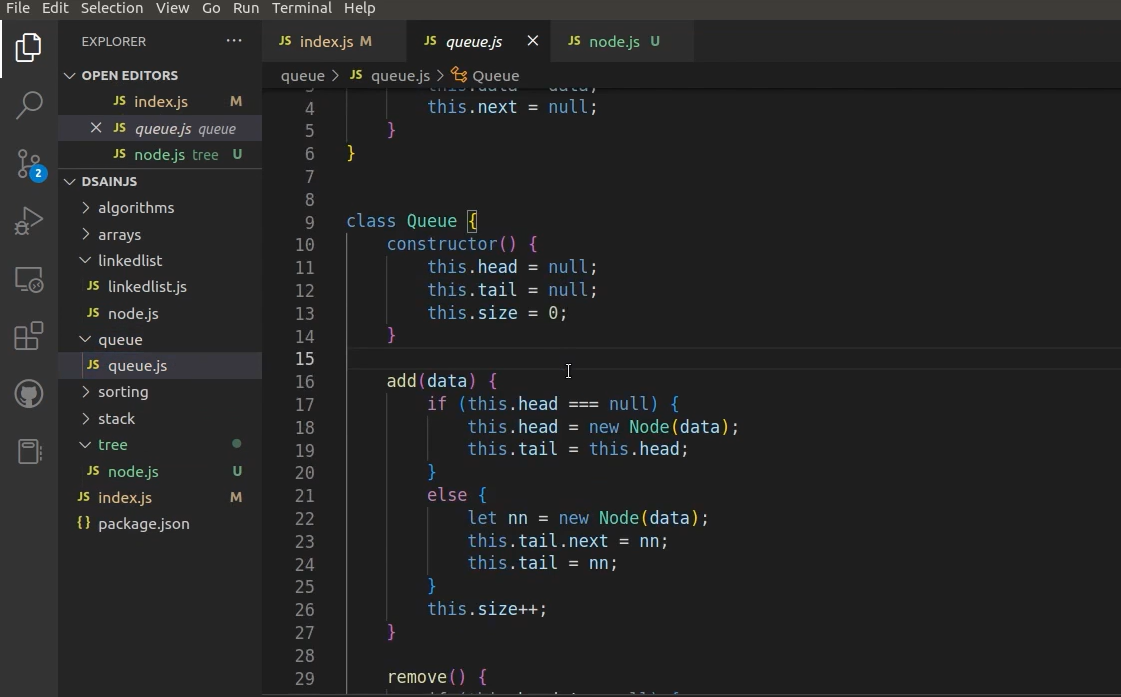 File Edit Selection View Go Run Terminal Help
EXPLORER ···
JS index.js M JS queue.js × JS node.js U
queue > JS queue.js > Queue
OPEN EDITORS
JS index.js M
× JS queue.js queue
JS node.js tree U
2
DSAINJS
> algorithms
> arrays
linkedlist
JS linkedlist.js
JS node.js
queue
JS queue.js
> sorting
> stack
tree
JS node.js U
JS index.js M
{} package.json
3 this.data = data;
4 this.next = null;
5 }
6 }
7
8
9 class Queue {
10 constructor() {
11 this.head = null;
12 this.tail = null;
13 this.size = 0;
14 }
15
16 add(data) {
17 if (this.head === null) {
18 this.head = new Node(data);
19 this.tail = this.head;
20 }
21 else {
22 let nn = new Node(data);
23 this.tail.next = nn;
24 this.tail = nn;
25 }
26 this.size++;
27 }
28
29 remove() {